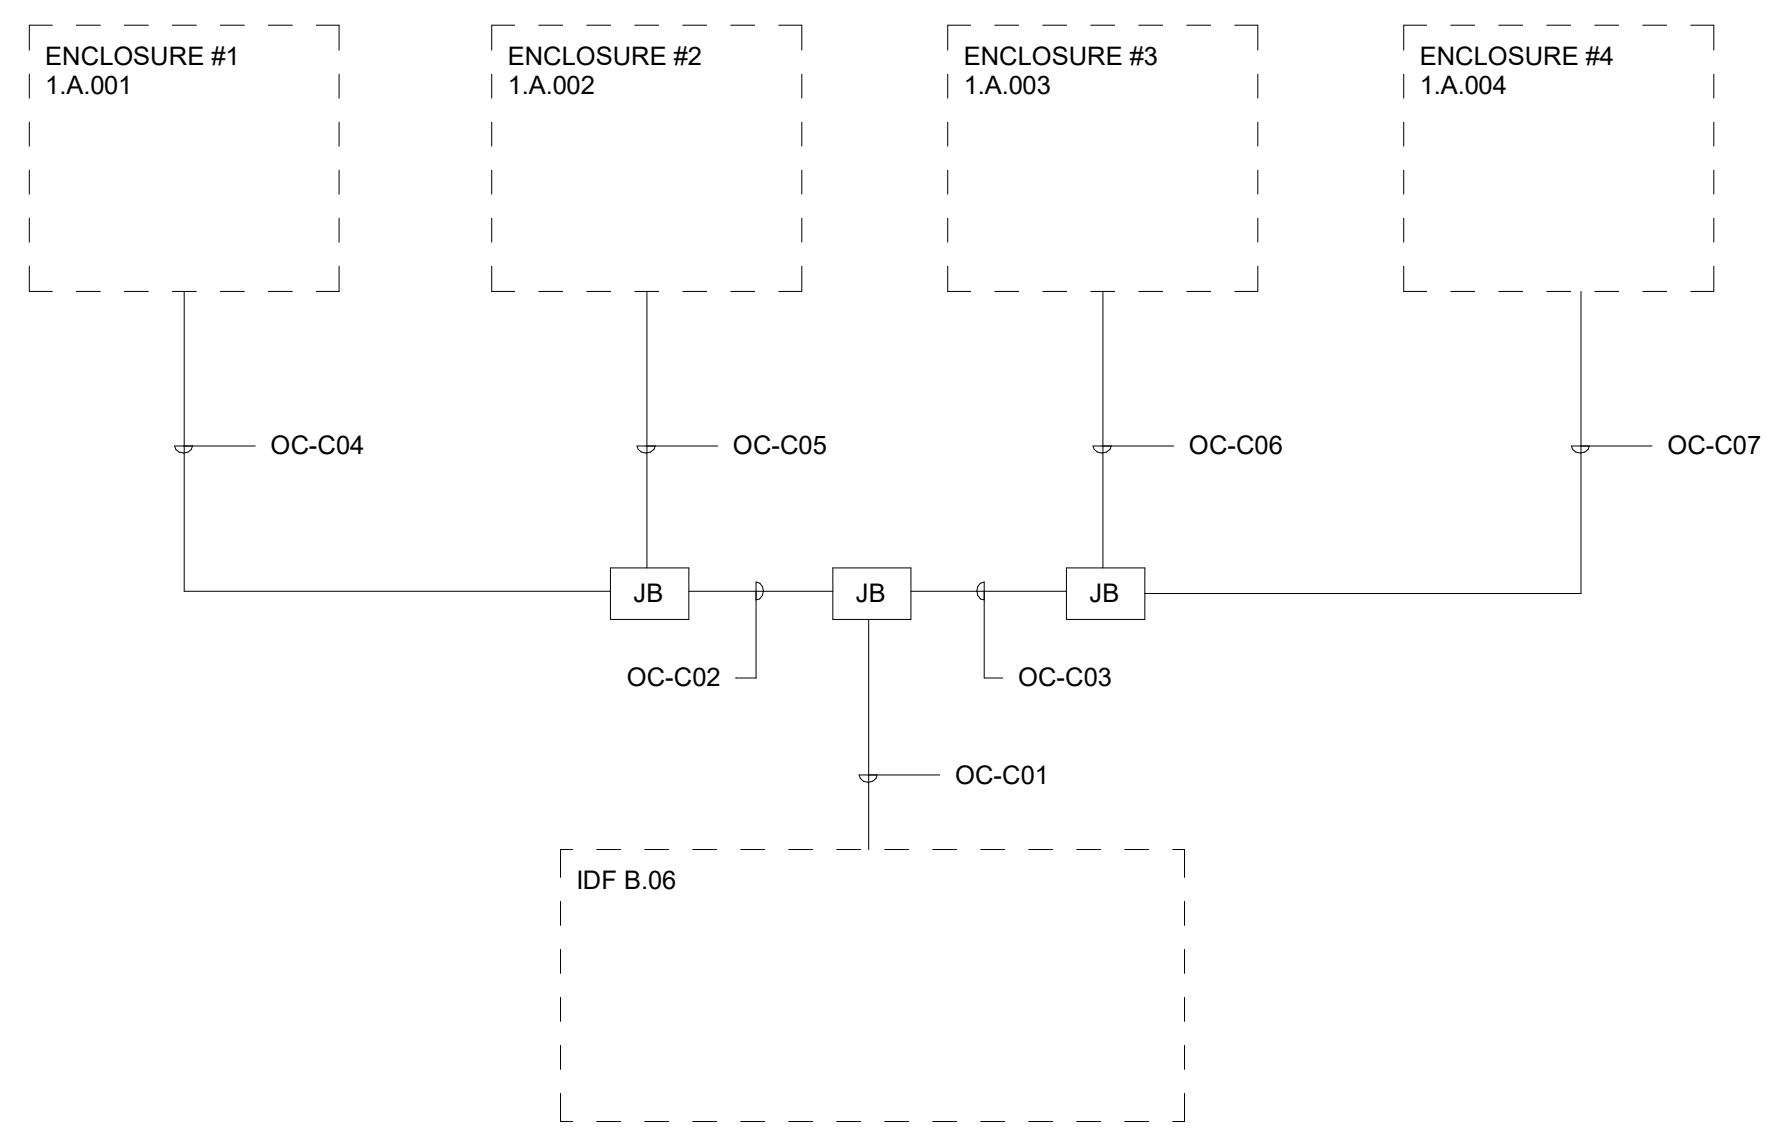 ENCLOSURE #1
1.A.001
ENCLOSURE #2
1.A.002
ENCLOSURE #3
1.A.003
ENCLOSURE #4
1.A.004
OC-C04
OC-C05
OC-C06
OC-C07
JB
JB
JB
OC-C02
OC-C03
OC-C01
IDF B.06